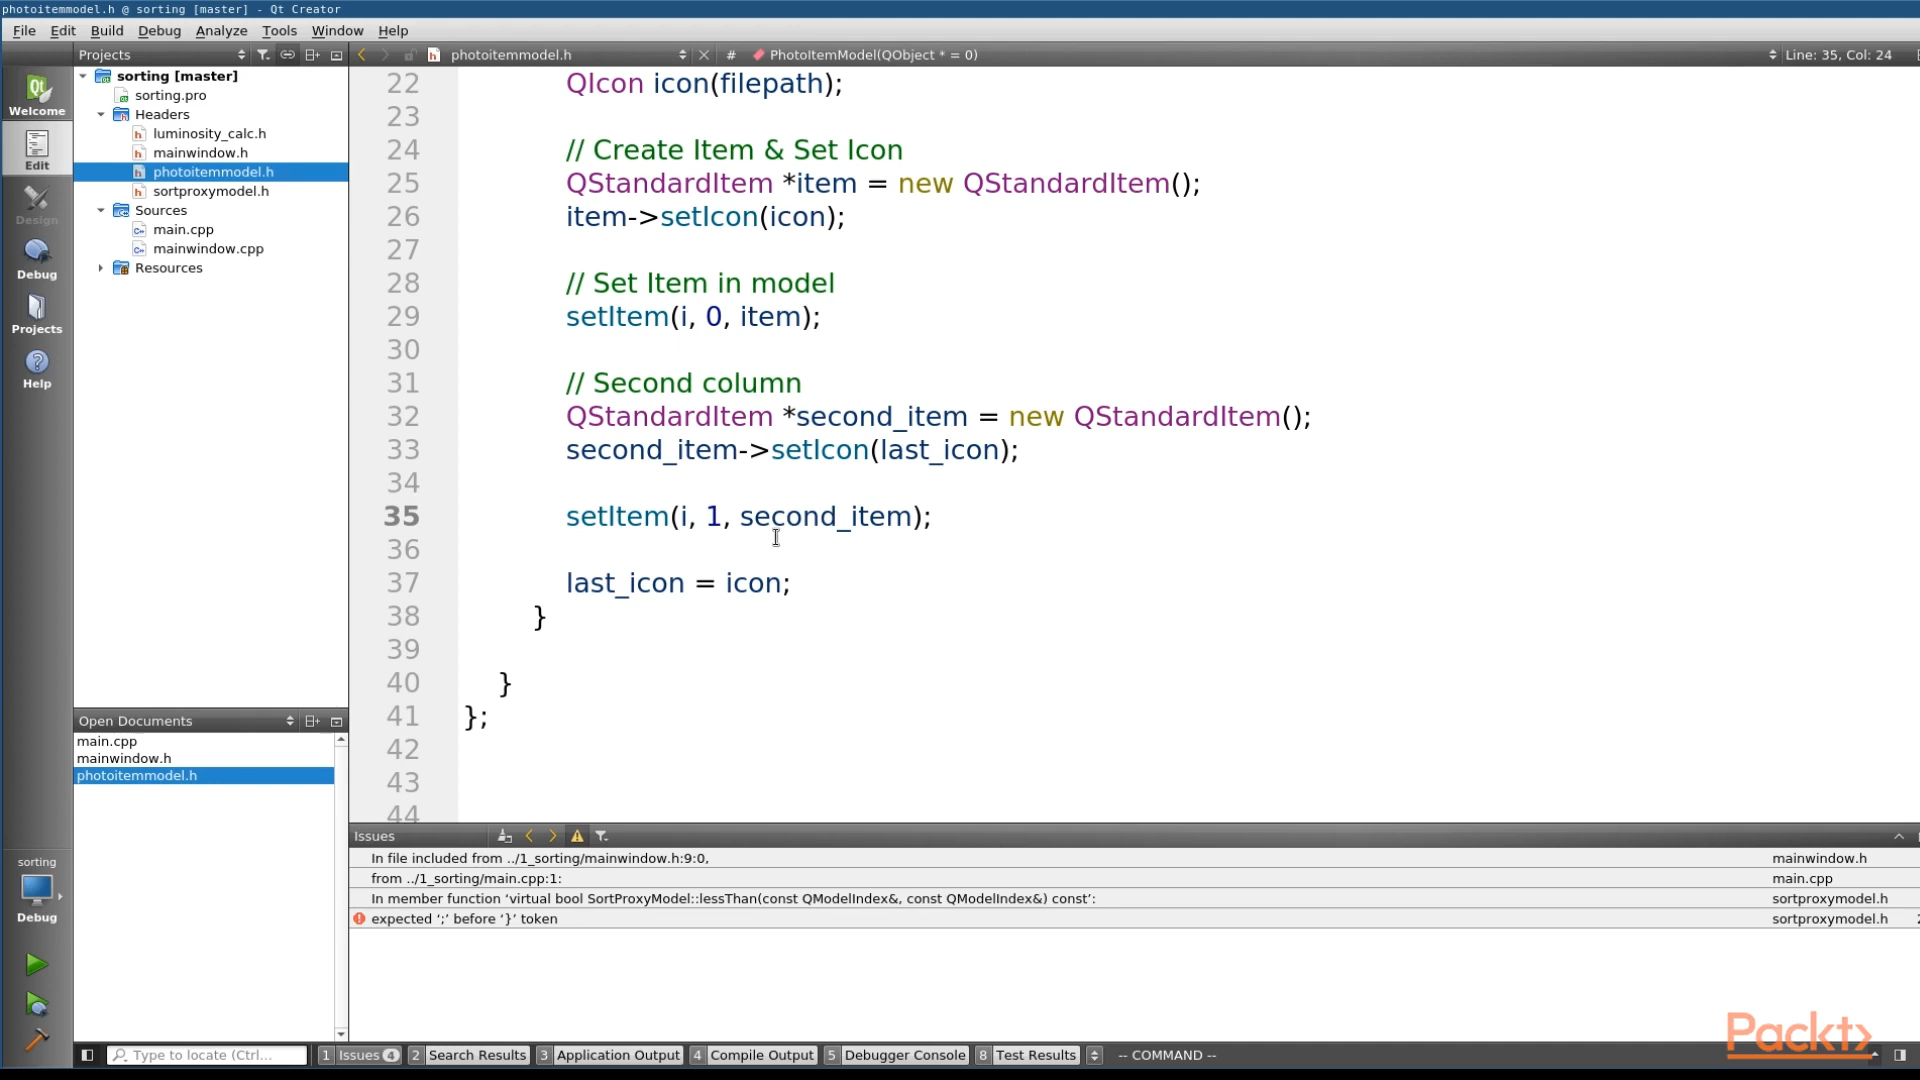 photoitemmodel.h @ sorting [master] - Qt Creator
File Edit Build Debug Analyze Tools Window Help
Projects
photoitemmodel.h
#
PhotoItemModel(QObject * = 0)
Line: 35, Col: 24
Welcome
Edit
Design
Debug
Projects
Help
sorting [master]
sorting.pro
Headers
luminosity_calc.h
mainwindow.h
photoitemmodel.h
sortproxymodel.h
Sources
main.cpp
mainwindow.cpp
Resources
22 QIcon icon(filepath);
23
24 // Create Item & Set Icon
25 QStandardItem *item = new QStandardItem();
26 item->setIcon(icon);
27
28 // Set Item in model
29 setItem(i, 0, item);
30
31 // Second column
32 QStandardItem *second_item = new QStandardItem();
33 second_item->setIcon(last_icon);
34
35 setItem(i, 1, second_item);
36
37 last_icon = icon;
38 }
39
40 }
41 };
42
43
44
Open Documents
main.cpp
mainwindow.h
photoitemmodel.h
Issues
In file included from ../1_sorting/mainwindow.h:9:0, mainwindow.h
from ../1_sorting/main.cpp:1: main.cpp
In member function ‘virtual bool SortProxyModel::lessThan(const QModelIndex&, const QModelIndex&) const’: sortproxymodel.h
expected ‘;’ before ‘}’ token sortproxymodel.h
sorting
Debug
Packt>
Type to locate (Ctrl... 1 Issues 4 2 Search Results 3 Application Output 4 Compile Output 5 Debugger Console 8 Test Results -- COMMAND --